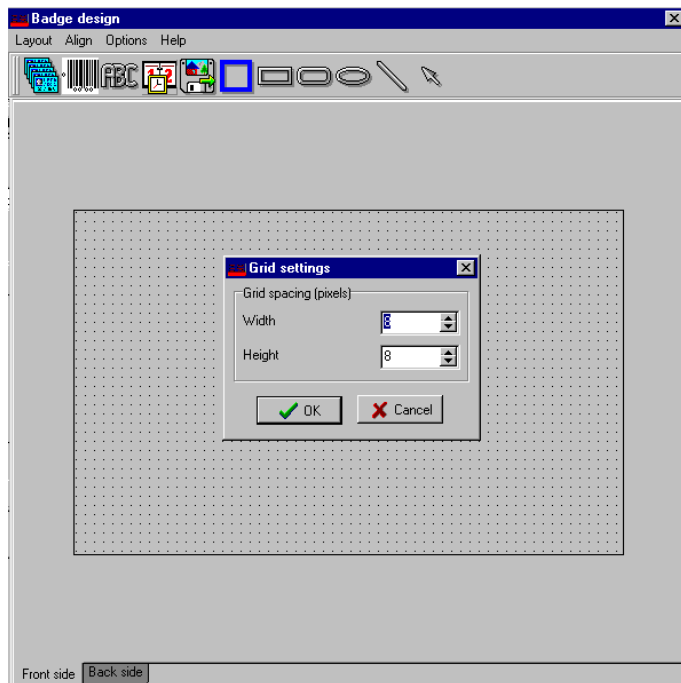 Badge design
Layout Align Options Help
ABC
Grid settings
Grid spacing (pixels)
Width 8
Height 8
OK Cancel
Front side Back side